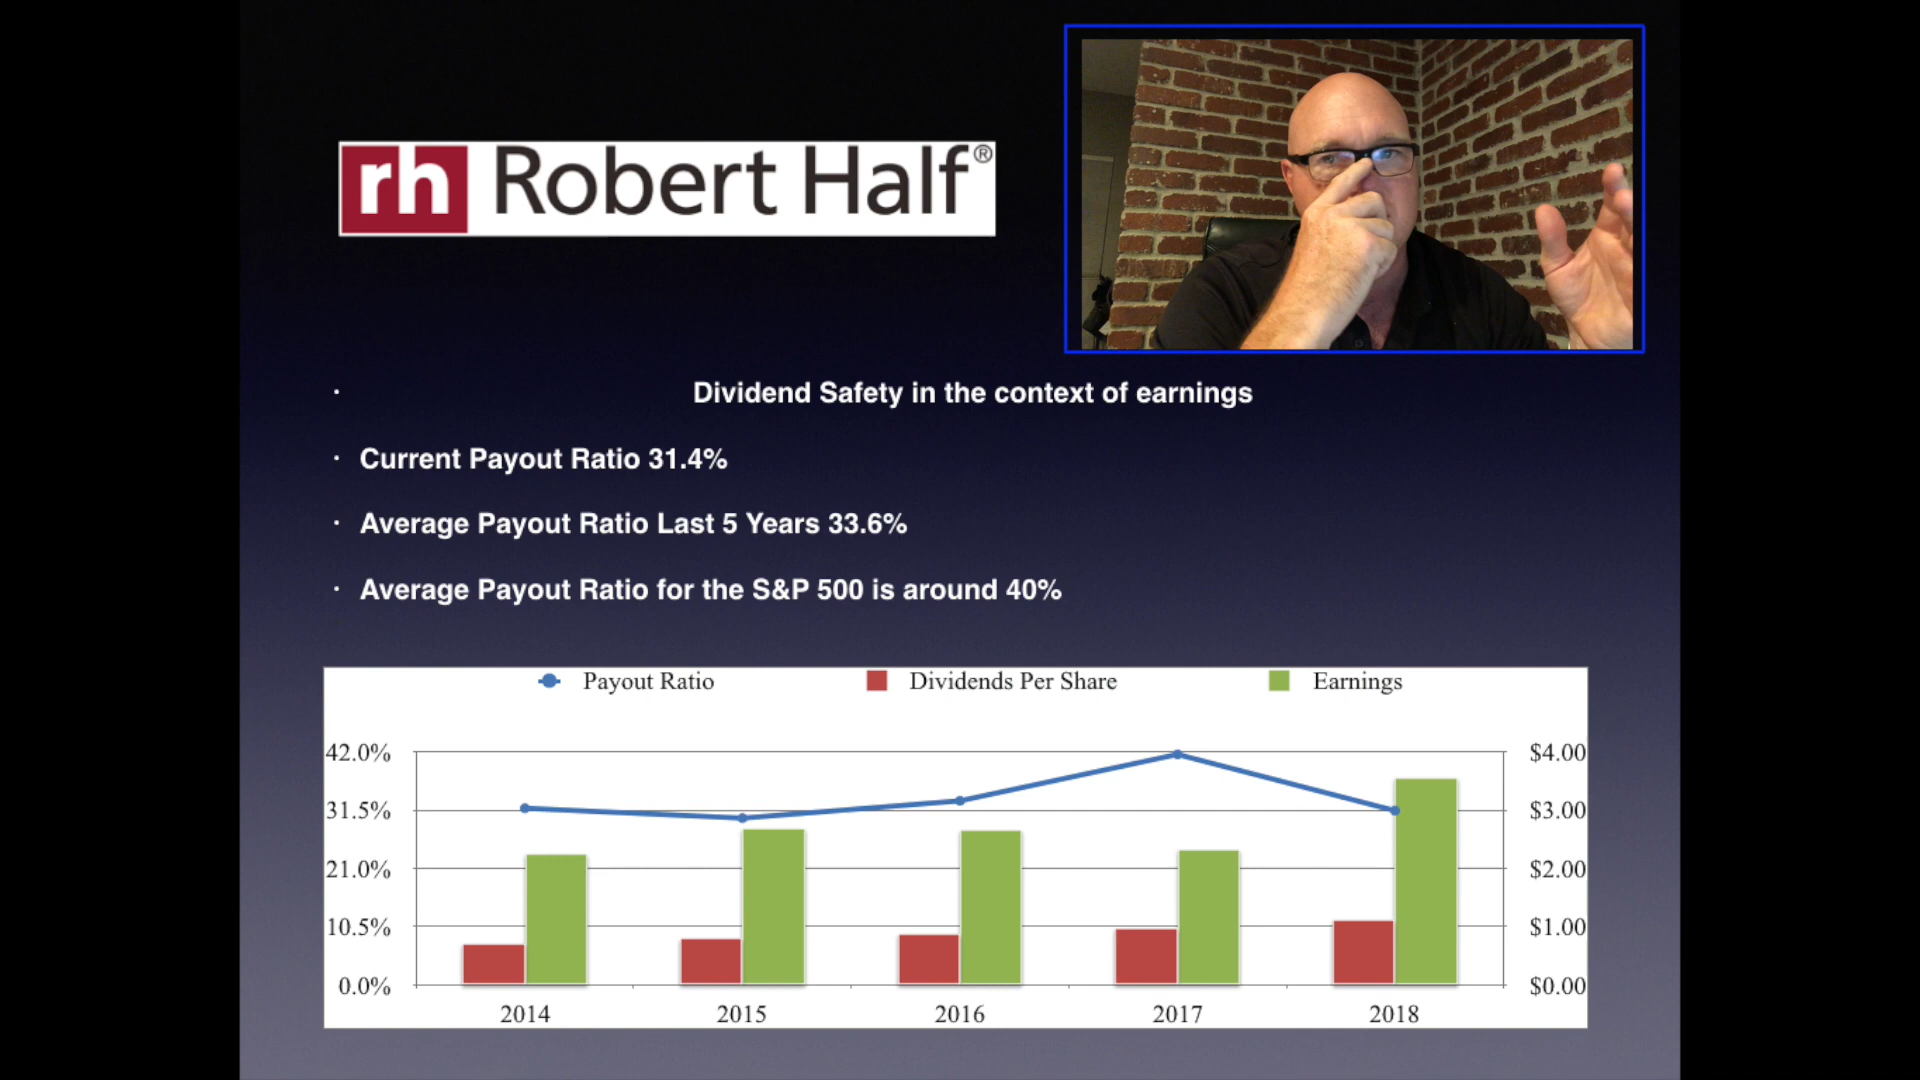 rh Robert Half®
· Dividend Safety in the context of earnings
· Current Payout Ratio 31.4%
· Average Payout Ratio Last 5 Years 33.6%
· Average Payout Ratio for the S&P 500 is around 40%
Payout Ratio Dividends Per Share Earnings
42.0% $4.00
31.5% $3.00
21.0% $2.00
10.5% $1.00
0.0% $0.00
2014 2015 2016 2017 2018